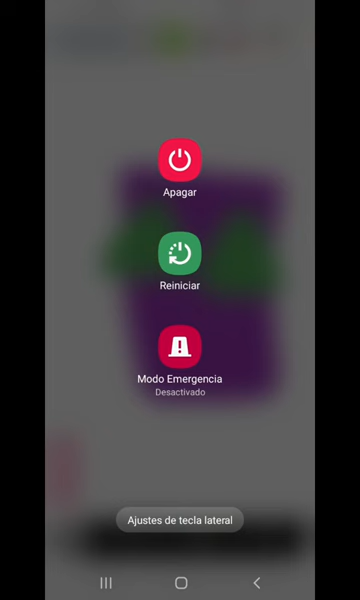 Apagar
Reiniciar
Modo Emergencia
Desactivado
Ajustes de tecla lateral